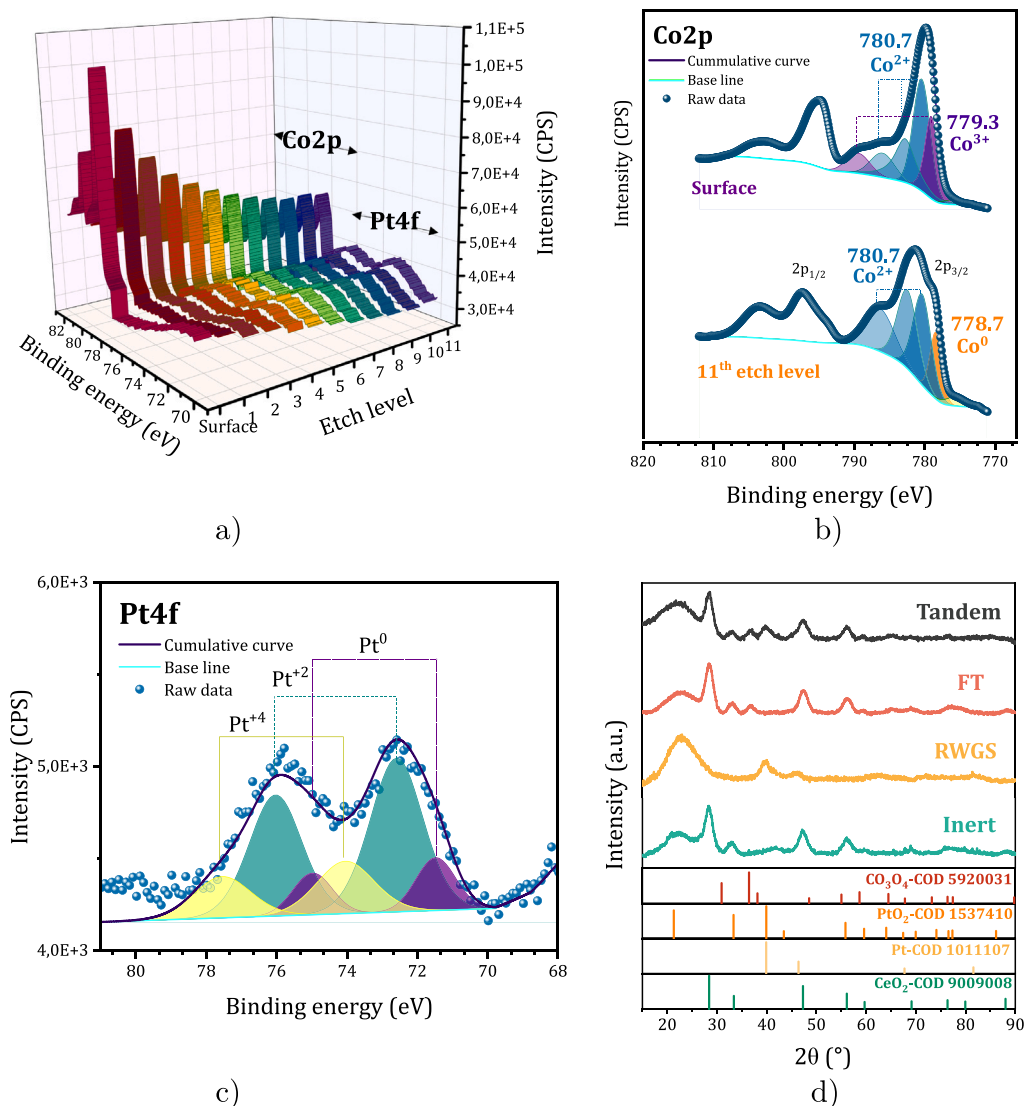 a)
1,1E+5
1,0E+5
9,0E+4
8,0E+4
7,0E+4
6,0E+4
5,0E+4
4,0E+4
3,0E+4
Intensity (CPS)
Co2p
Pt4f
82
80
78
76
74
72
70
Binding energy (eV)
Surface
1
2
3
4
5
6
7
8
9
10
11
Etch level
a)
b)
Co2p
Cummulative curve
Base line
Raw data
780.7
Co2+
779.3
Co3+
Surface
780.7
Co2+
2p1/2
2p3/2
778.7
Co0
11th etch level
Intensity (CPS)
Intensity (CPS)
820 810 800 790 780 770
Binding energy (eV)
b)
6,0E+3
5,0E+3
4,0E+3
Pt4f
Cumulative curve
Base line
Raw data
Pt0
Pt+2
Pt+4
Intensity (CPS)
80 78 76 74 72 70 68
Binding energy (eV)
c)
Tandem
FT
RWGS
Inert
CO3O4-COD 5920031
PtO2-COD 1537410
Pt-COD 1011107
CeO2-COD 9009008
Intensity (a.u.)
20 30 40 50 60 70 80 90
2θ (°)
d)